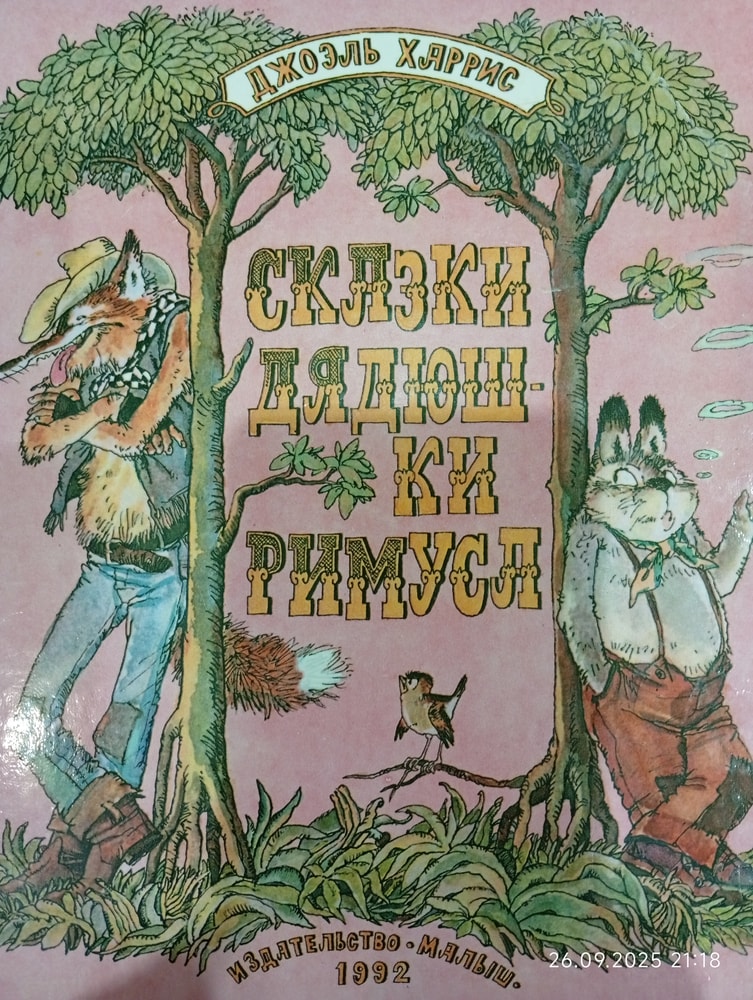 ДЖОЭЛЬ ХАРРИС
СКАЗКИ
ДЯДЮШ-
КИ
РИМУСА
ИЗДАТЕЛЬСТВО • МАЛЫШ.
1992
26.09.2025 21:18